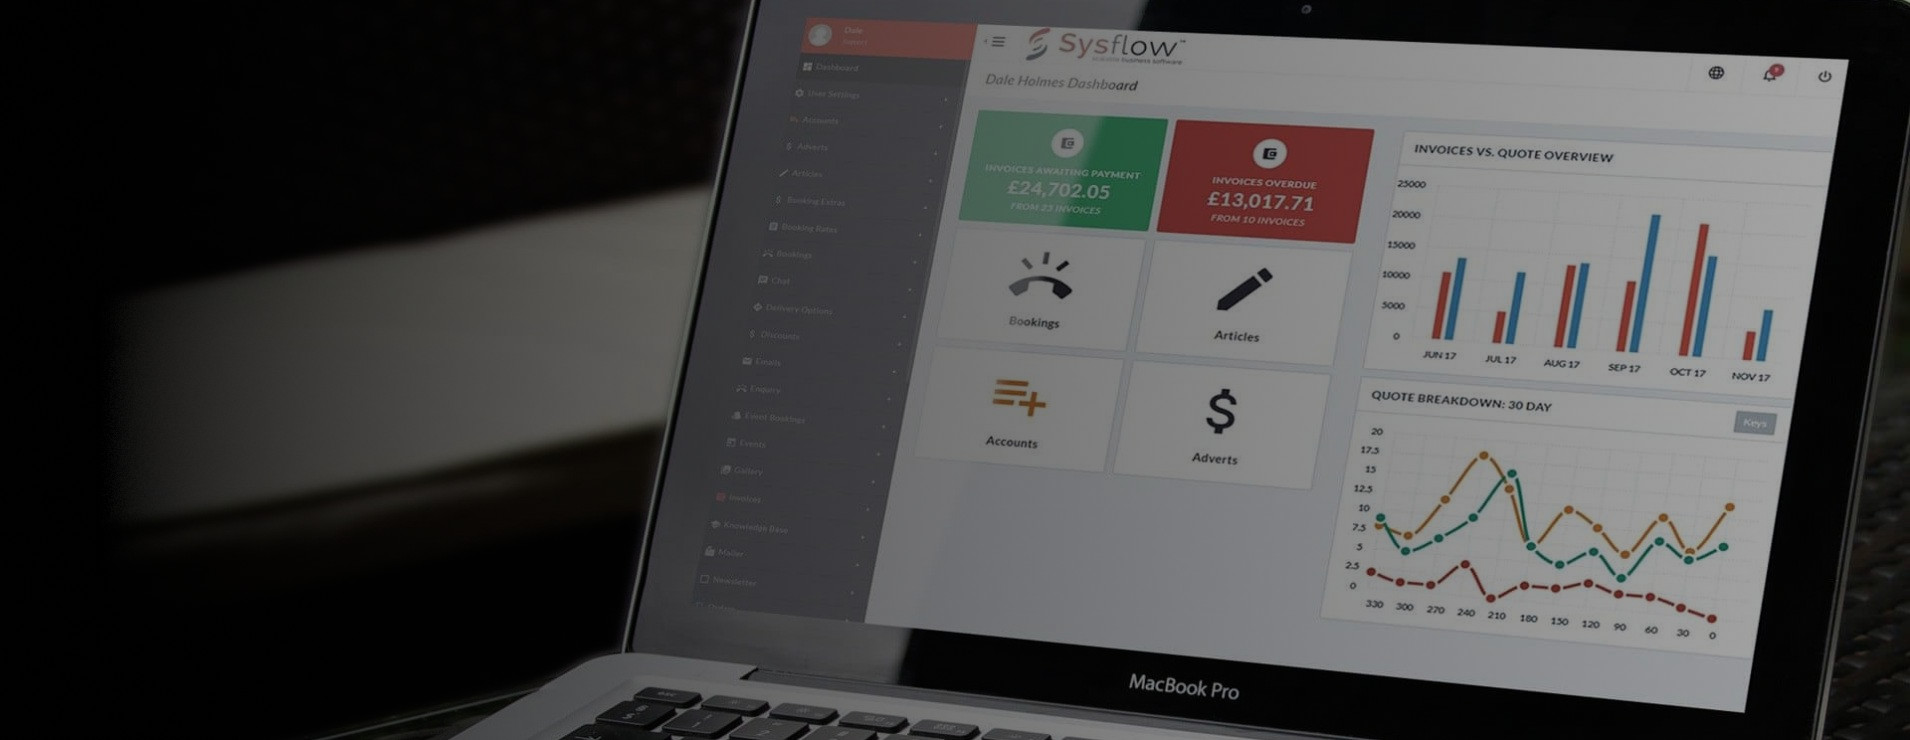 Dale
Dashboard
User Settings
Accounts
Adverts
Articles
Booking Extras
Booking Rates
Bookings
Chat
Delivery Options
Discounts
Emails
Enquiry
Event Bookings
Events
Gallery
Invoices
Knowledge Base
Mailer
Newsletter
Sysflow™
business software
Dale Holmes Dashboard
INVOICES AWAITING PAYMENT
£24,702.05
FROM 23 INVOICES
INVOICES OVERDUE
£13,017.71
FROM 10 INVOICES
Bookings
Articles
Accounts
Adverts
INVOICES VS. QUOTE OVERVIEW
25000
20000
15000
10000
5000
0
JUN 17 JUL 17 AUG 17 SEP 17 OCT 17 NOV 17
QUOTE BREAKDOWN: 30 DAY
Keys
20
17.5
15
12.5
10
7.5
5
2.5
0
330 300 270 240 210 180 150 120 90 60 30 0
MacBook Pro
esc